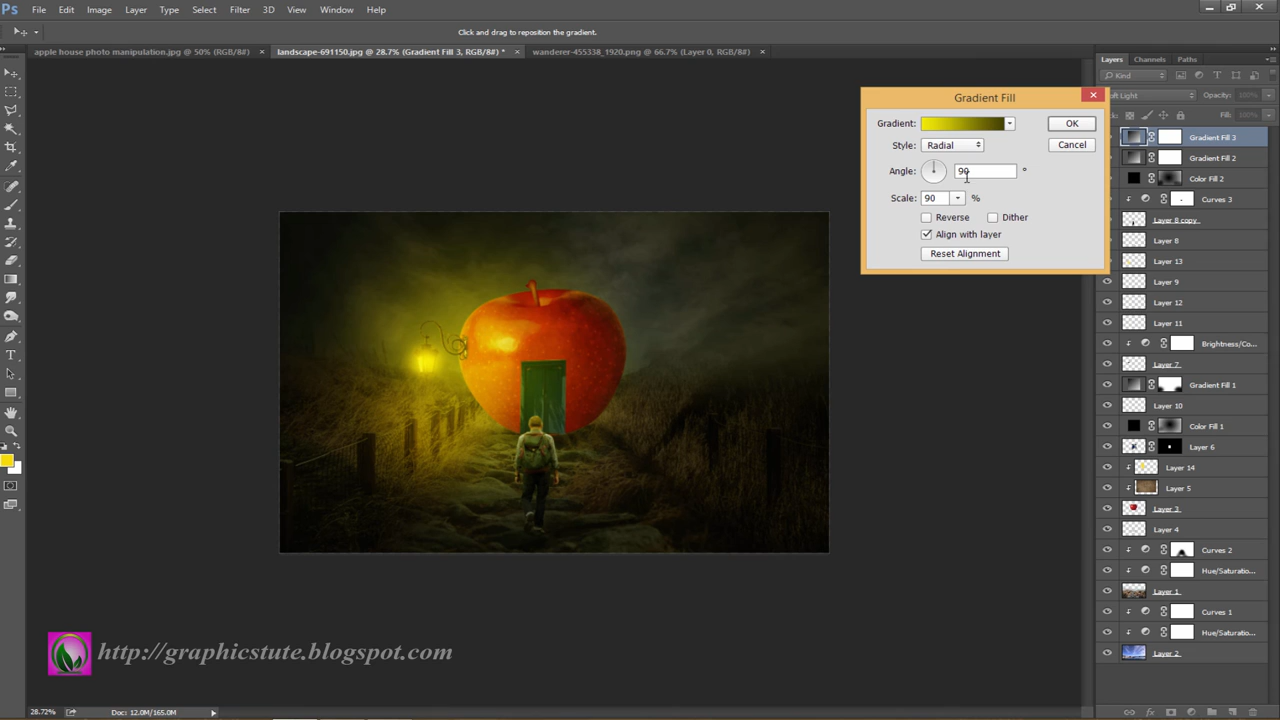 Ps File Edit Image Layer Type Select Filter 3D View Window Help
Click and drag to reposition the gradient.
apple house photo manipulation.jpg @ 50% (RGB/8#) × landscape-691150.jpg @ 28.7% (Gradient Fill 3, RGB/8#) * × wanderer-455338_1920.png @ 66.7% (Layer 0, RGB/8#) ×
Layers Channels Paths
Kind
Soft Light Opacity: 100%
Fill: 100%
Gradient Fill
Gradient: OK
Style: Radial Cancel
Angle: 90 °
Scale: 90 %
Reverse Dither
Align with layer
Reset Alignment
Gradient Fill 3
Gradient Fill 2
Color Fill 2
Curves 3
Layer 8 copy
Layer 8
Layer 13
Layer 9
Layer 12
Layer 11
Brightness/Co...
Layer 7
Gradient Fill 1
Layer 10
Color Fill 1
Layer 6
Layer 14
Layer 5
Layer 3
Layer 4
Curves 2
Hue/Saturatio...
Layer 1
Curves 1
Hue/Saturatio...
Layer 2
http://graphicstute.blogspot.com
28.72% Doc: 12.0M/165.0M